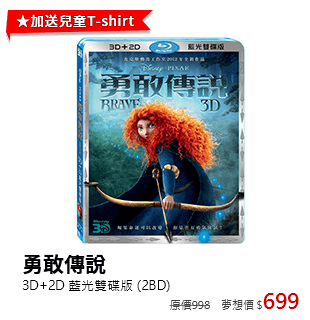 ★加送兒童T-shirt
3D+2D 藍光雙碟版
Disney PIXAR
勇敢傳說
BRAVE 3D
勇敢傳說
3D+2D 藍光雙碟版 (2BD)
原價998 夢想價$699